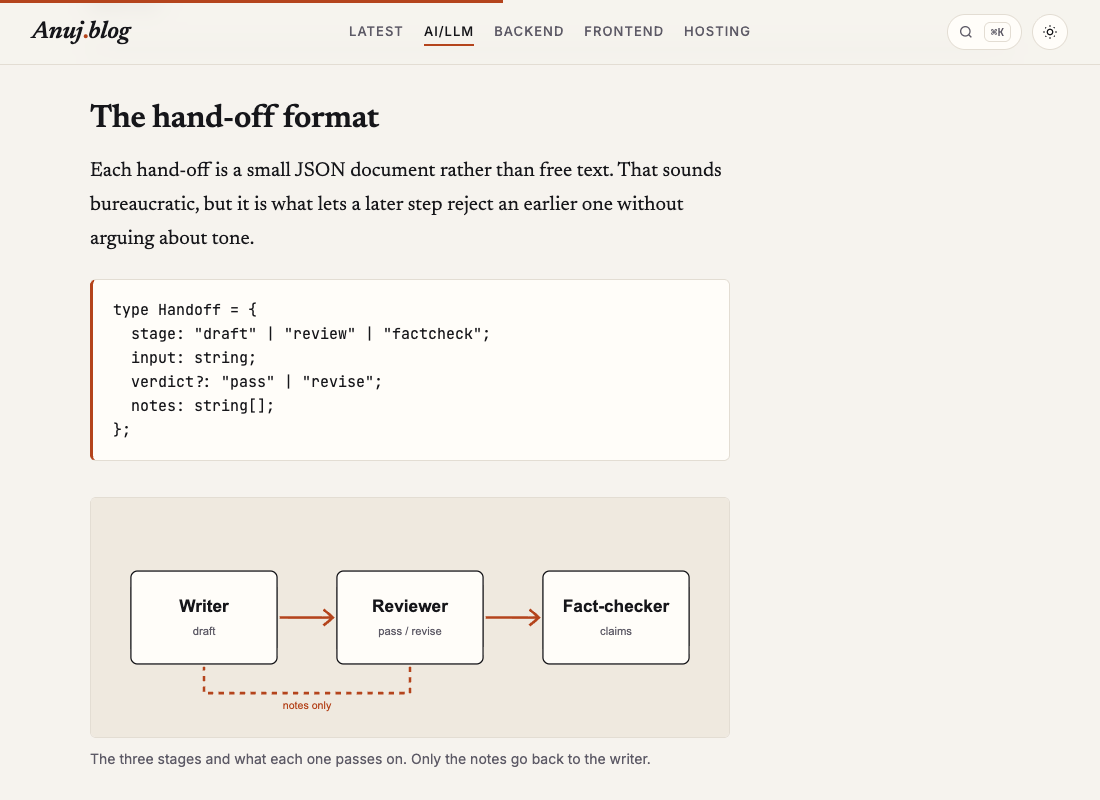 Anuj.blog
LATEST AI/LLM BACKEND FRONTEND HOSTING
⌘K
The hand-off format
Each hand-off is a small JSON document rather than free text. That sounds
bureaucratic, but it is what lets a later step reject an earlier one without
arguing about tone.
type Handoff = {
  stage: "draft" | "review" | "factcheck";
  input: string;
  verdict?: "pass" | "revise";
  notes: string[];
};
Writer
draft
Reviewer
pass / revise
Fact-checker
claims
notes only
The three stages and what each one passes on. Only the notes go back to the writer.